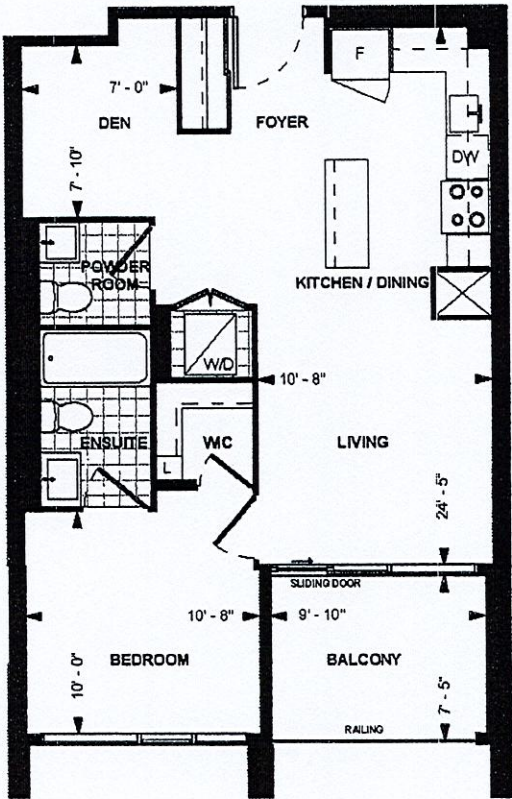 F
7' - 0"
DEN
FOYER
DW
7' - 10"
POWDER
ROOM
KITCHEN / DINING
W/D
10' - 8"
ENSUITE
WIC
LIVING
L
24' - 5"
SLIDING DOOR
10' - 8"
9' - 10"
BEDROOM
BALCONY
10' - 0"
7' - 5"
RAILING